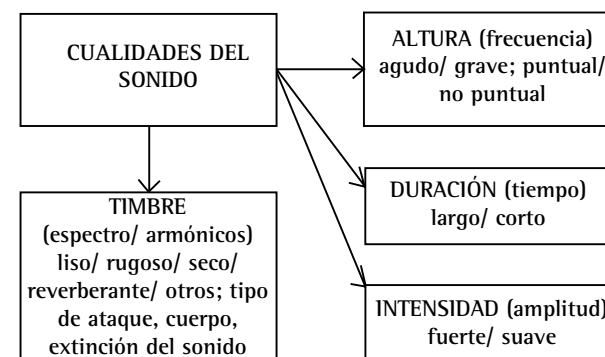 CUALIDADES DEL
SONIDO
ALTURA (frecuencia)
agudo/ grave; puntual/
no puntual
DURACIÓN (tiempo)
largo/ corto
INTENSIDAD (amplitud)
fuerte/ suave
TIMBRE
(espectro/ armónicos)
liso/ rugoso/ seco/
reverberante/ otros; tipo
de ataque, cuerpo,
extinción del sonido